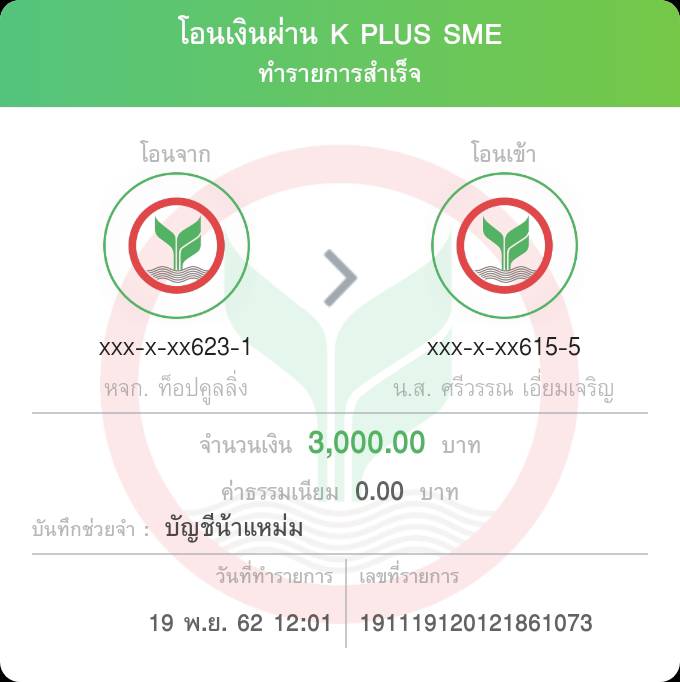 โอนเงินผ่าน K PLUS SME
ทำรายการสำเร็จ
โอนจาก
โอนเข้า
xxx-x-xx623-1
xxx-x-xx615-5
หจก. ท็อปคูลลิ่ง
น.ส. ศรีวรรณ เอี่ยมเจริญ
จำนวนเงิน 3,000.00 บาท
ค่าธรรมเนียม 0.00 บาท
บันทึกช่วยจำ : บัญชีน้าแหม่ม
วันที่ทำรายการ
เลขที่รายการ
19 พ.ย. 62 12:01
191119120121861073